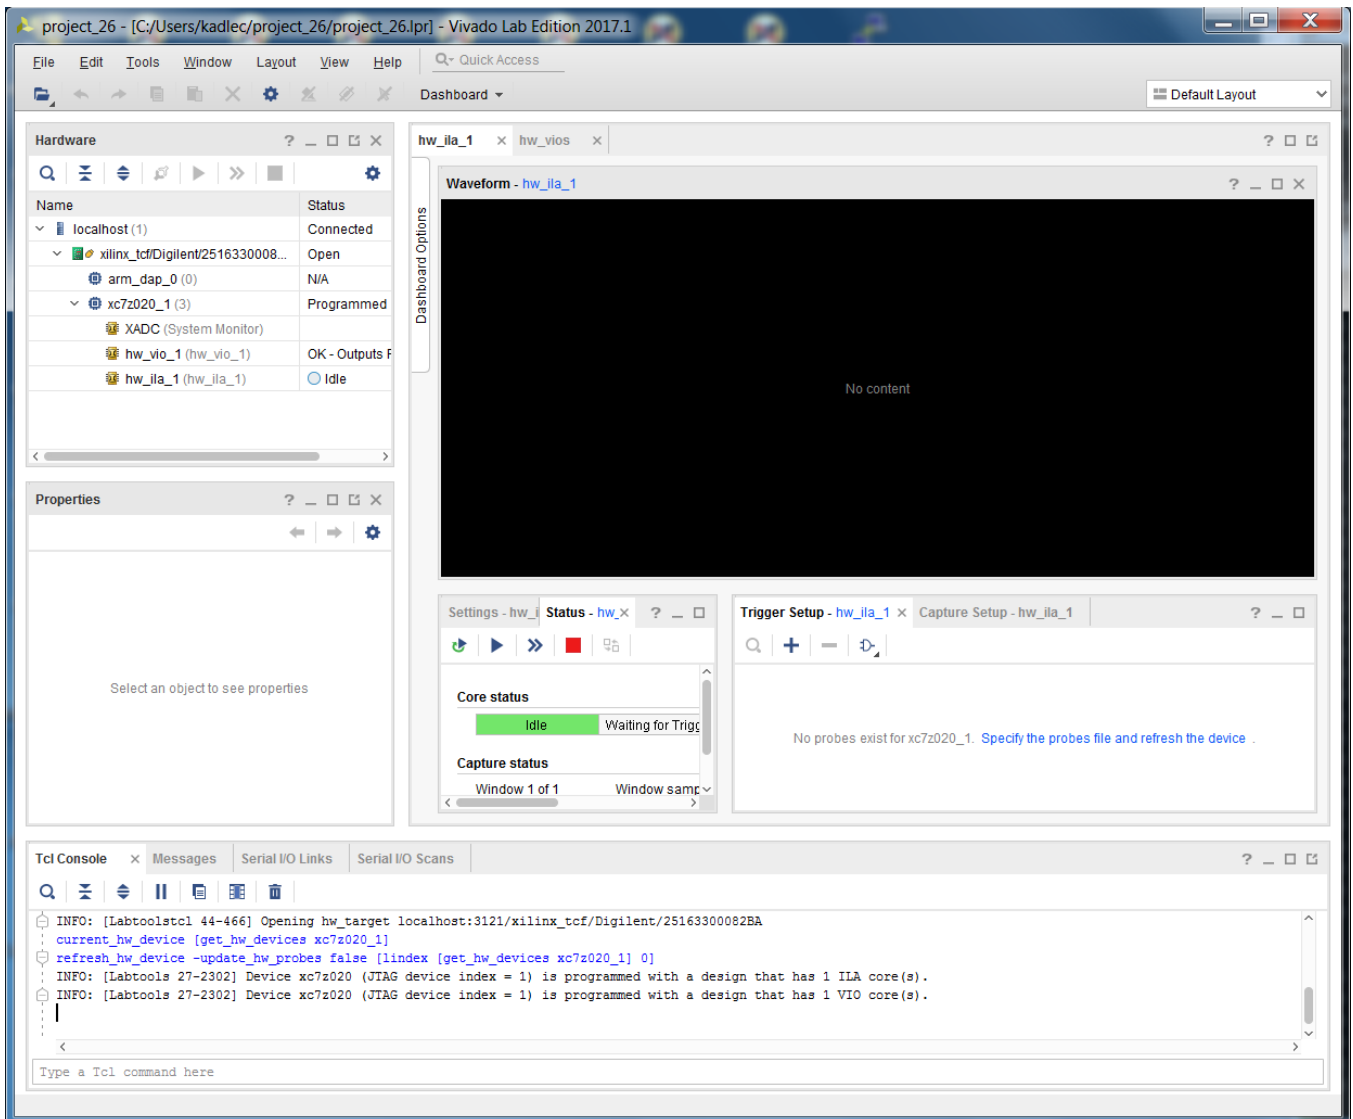 project_26 - [C:/Users/kadlec/project_26/project_26.lpr] - Vivado Lab Edition 2017.1
File Edit Tools Window Layout View Help Quick Access
Dashboard Default Layout
Hardware
Name Status
localhost (1) Connected
xilinx_tcf/Digilent/2516330008... Open
arm_dap_0 (0) N/A
xc7z020_1 (3) Programmed
XADC (System Monitor)
hw_vio_1 (hw_vio_1) OK - Outputs R
hw_ila_1 (hw_ila_1) Idle
Properties
Select an object to see properties
hw_ila_1 hw_vios
Dashboard Options
Waveform - hw_ila_1
No content
Settings - hw_i Status - hw_
Core status
Idle Waiting for Trigg
Capture status
Window 1 of 1 Window samp
Trigger Setup - hw_ila_1 Capture Setup - hw_ila_1
No probes exist for xc7z020_1. Specify the probes file and refresh the device .
Tcl Console Messages Serial I/O Links Serial I/O Scans
INFO: [Labtoolstcl 44-466] Opening hw_target localhost:3121/xilinx_tcf/Digilent/25163300082BA
current_hw_device [get_hw_devices xc7z020_1]
refresh_hw_device -update_hw_probes false [lindex [get_hw_devices xc7z020_1] 0]
INFO: [Labtools 27-2302] Device xc7z020 (JTAG device index = 1) is programmed with a design that has 1 ILA core(s).
INFO: [Labtools 27-2302] Device xc7z020 (JTAG device index = 1) is programmed with a design that has 1 VIO core(s).
Type a Tcl command here